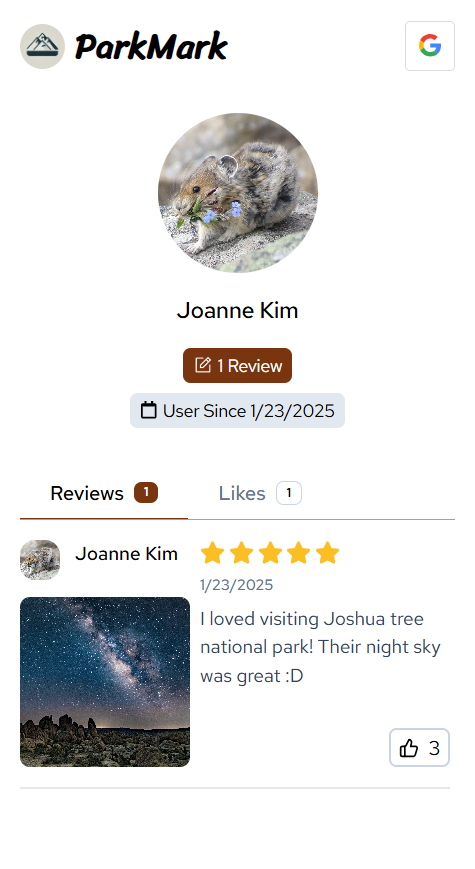 ParkMark
Joanne Kim
1 Review
User Since 1/23/2025
Reviews 1 Likes 1
Joanne Kim
1/23/2025
I loved visiting Joshua tree
national park! Their night sky
was great :D
3